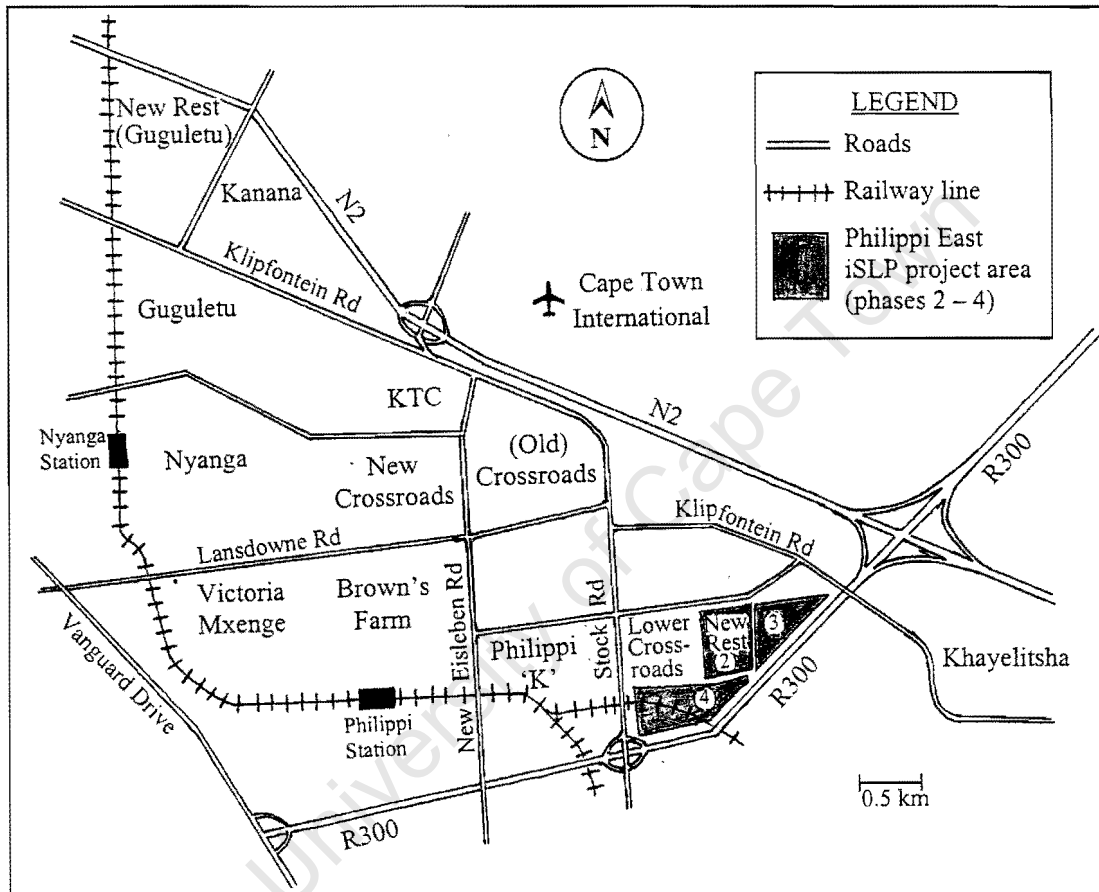 New Rest
(Guguletu)
Kanana
N2
Klipfontein Rd
Guguletu
N
Cape Town
International
LEGEND
Roads
Railway line
Philippi East
iSLP project area
(phases 2 – 4)
KTC
N2
R300
Nyanga
Station
Nyanga
New
Crossroads
(Old)
Crossroads
Klipfontein Rd
Lansdowne Rd
Victoria
Mxenge
Brown's
Farm
New Eisleben Rd
Stock Rd
Philippi
'K'
Lower
Cross-
roads
New
Rest
2
3
4
R300
Khayelitsha
Vanguard Drive
Philippi
Station
R300
0.5 km
University of Cape Town